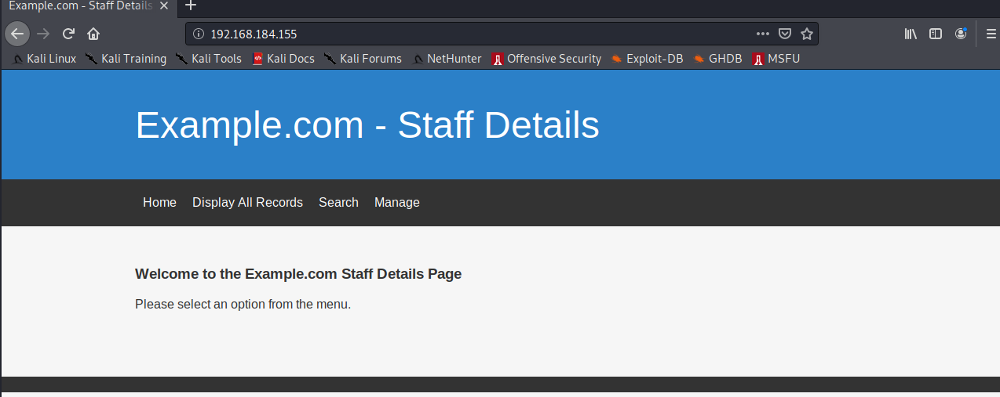 Example.com - Staff Details
192.168.184.155
Kali Linux Kali Training Kali Tools Kali Docs Kali Forums NetHunter Offensive Security Exploit-DB GHDB MSFU
Example.com - Staff Details
Home Display All Records Search Manage
Welcome to the Example.com Staff Details Page
Please select an option from the menu.